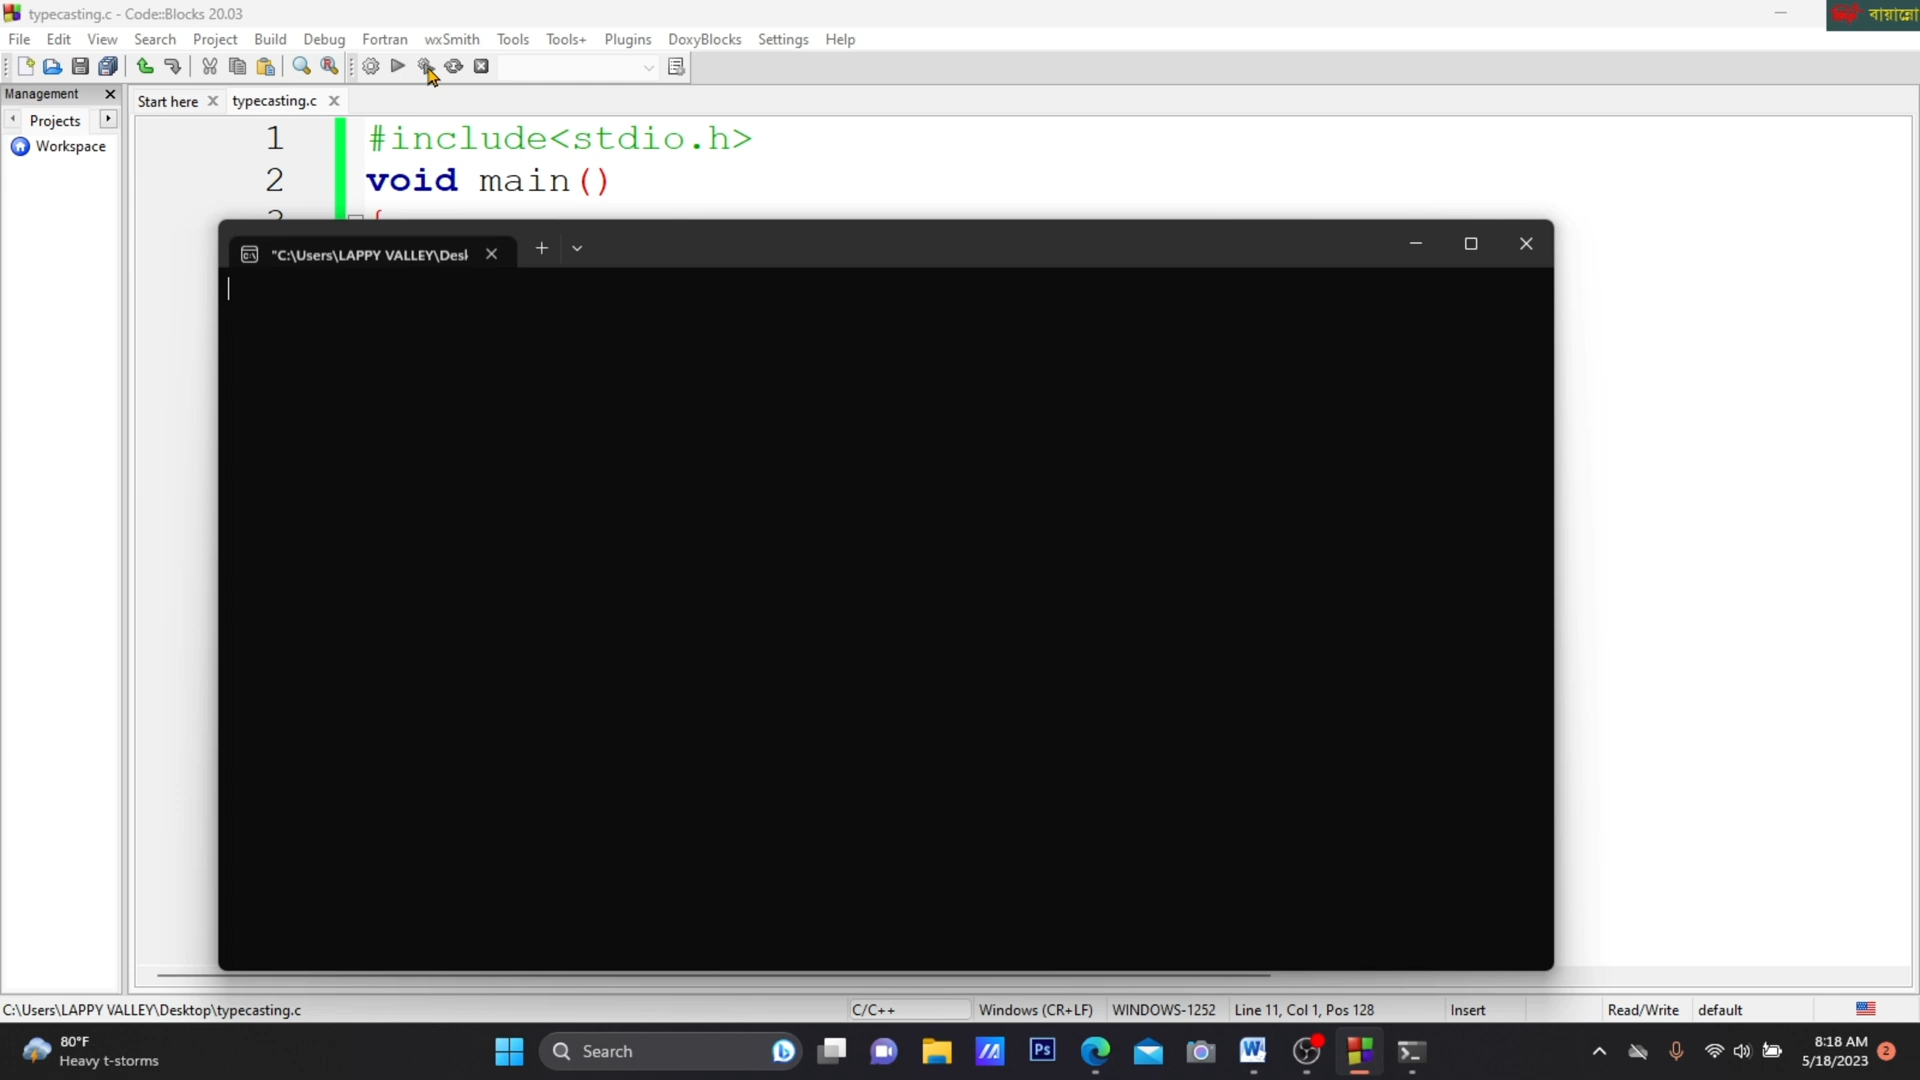 typecasting.c - Code::Blocks 20.03
বায়ান্নো
File Edit View Search Project Build Debug Fortran wxSmith Tools Tools+ Plugins DoxyBlocks Settings Help
Management
Start here
typecasting.c
Projects
Workspace
1 #include<stdio.h>
2 void main()
3 {
"C:\Users\LAPPY VALLEY\Desl
C:\Users\LAPPY VALLEY\Desktop\typecasting.c C/C++ Windows (CR+LF) WINDOWS-1252 Line 11, Col 1, Pos 128 Insert Read/Write default
80°F
Heavy t-storms
Search
Ps
W
8:18 AM
5/18/2023
2